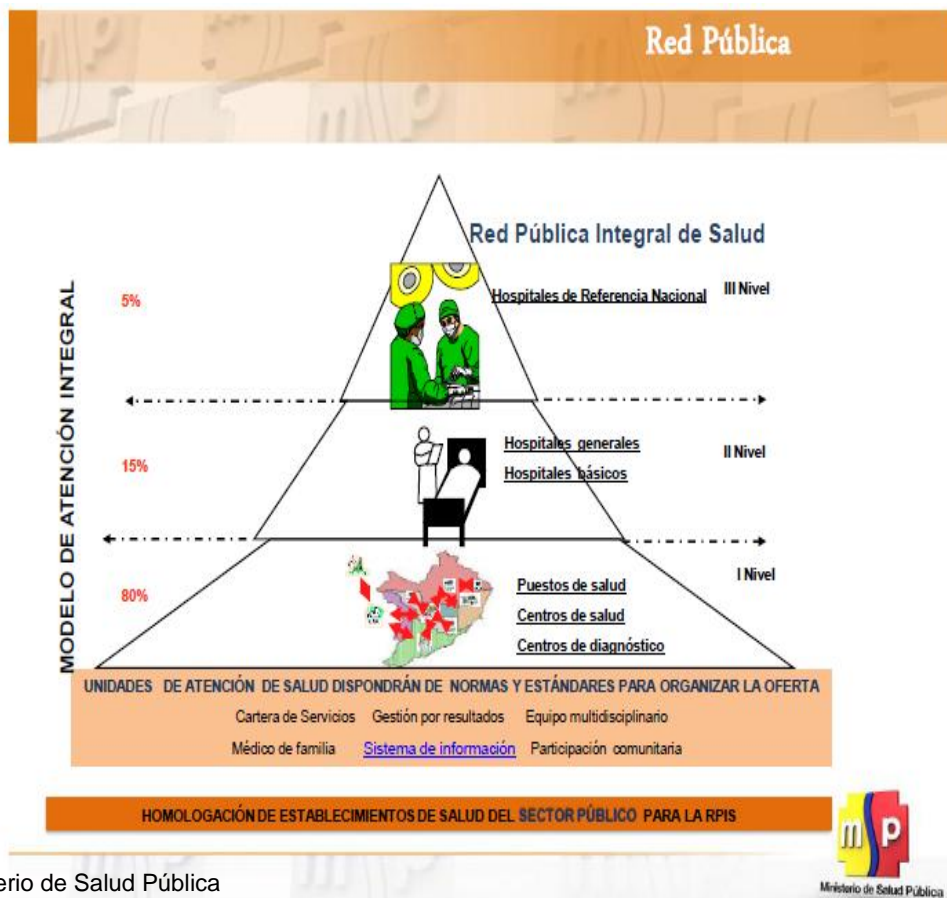 Red Pública
Red Pública Integral de Salud
MODELO DE ATENCIÓN INTEGRAL
5%
Hospitales de Referencia Nacional
III Nivel
15%
Hospitales generales
Hospitales básicos
II Nivel
80%
Puestos de salud
Centros de salud
Centros de diagnóstico
I Nivel
UNIDADES DE ATENCIÓN DE SALUD DISPONDRÁN DE NORMAS Y ESTÁNDARES PARA ORGANIZAR LA OFERTA
Cartera de Servicios Gestión por resultados Equipo multidisciplinario
Médico de familia Sistema de información Participación comunitaria
HOMOLOGACIÓN DE ESTABLECIMIENTOS DE SALUD DEL SECTOR PÚBLICO PARA LA RPIS
m p
Ministerio de Salud Pública
erio de Salud Pública